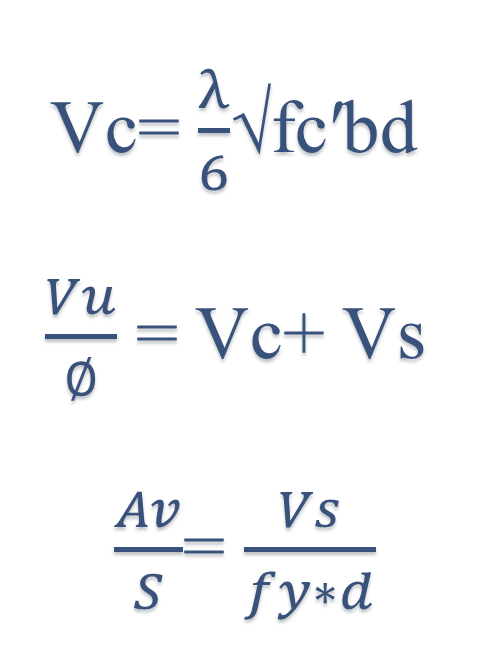 Vc= λ/6 √fc′bd
Vu/∅ = Vc+ Vs
Av/S = Vs/fy∗d